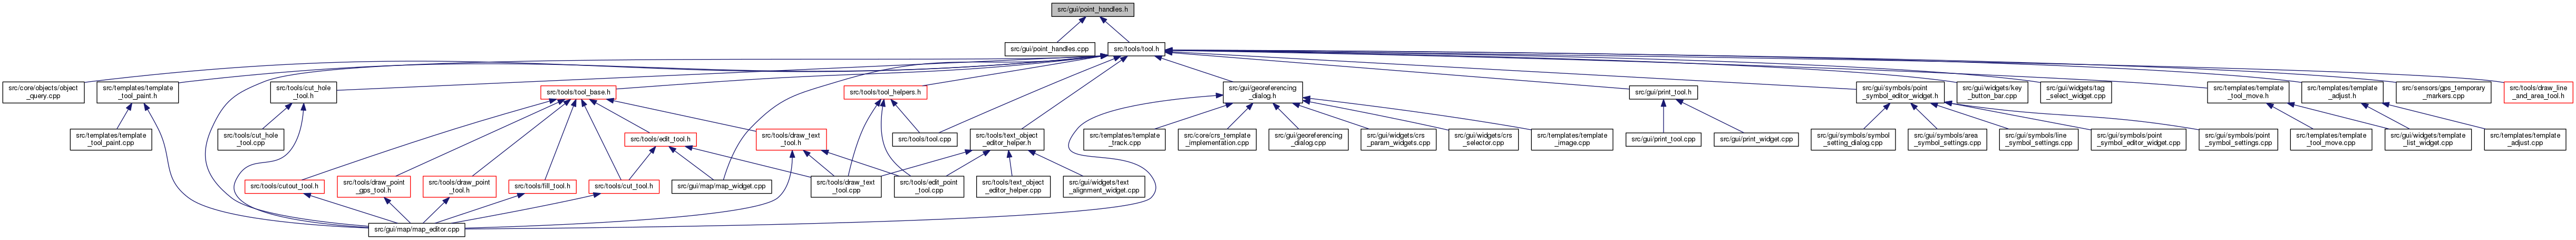 src/gui/point_handles.h
src/gui/point_handles.cpp
src/tools/tool.h
src/core/objects/object
_query.cpp
src/templates/template
_tool_paint.h
src/tools/cut_hole
_tool.h
src/tools/tool_base.h
src/tools/tool_helpers.h
src/gui/georeferencing
_dialog.h
src/gui/print_tool.h
src/gui/symbols/point
_symbol_editor_widget.h
src/gui/widgets/key
_button_bar.cpp
src/gui/widgets/tag
_select_widget.cpp
src/templates/template
_tool_move.h
src/templates/template
_adjust.h
src/sensors/gps_temporary
_markers.cpp
src/tools/draw_line
_and_area_tool.h
src/templates/template
_tool_paint.cpp
src/tools/cut_hole
_tool.cpp
src/tools/edit_tool.h
src/tools/draw_text
_tool.h
src/tools/tool.cpp
src/tools/text_object
_editor_helper.h
src/templates/template
_track.cpp
src/core/crs_template
_implementation.cpp
src/gui/georeferencing
_dialog.cpp
src/gui/widgets/crs
_param_widgets.cpp
src/gui/widgets/crs
_selector.cpp
src/templates/template
_image.cpp
src/gui/print_tool.cpp
src/gui/print_widget.cpp
src/gui/symbols/symbol
_setting_dialog.cpp
src/gui/symbols/area
_symbol_settings.cpp
src/gui/symbols/line
_symbol_settings.cpp
src/gui/symbols/point
_symbol_editor_widget.cpp
src/gui/symbols/point
_symbol_settings.cpp
src/templates/template
_tool_move.cpp
src/gui/widgets/template
_list_widget.cpp
src/templates/template
_adjust.cpp
src/tools/cutout_tool.h
src/tools/draw_point
_gps_tool.h
src/tools/draw_point
_tool.h
src/tools/fill_tool.h
src/tools/cut_tool.h
src/gui/map/map_widget.cpp
src/tools/draw_text
_tool.cpp
src/tools/edit_point
_tool.cpp
src/tools/text_object
_editor_helper.cpp
src/gui/widgets/text
_alignment_widget.cpp
src/gui/map/map_editor.cpp